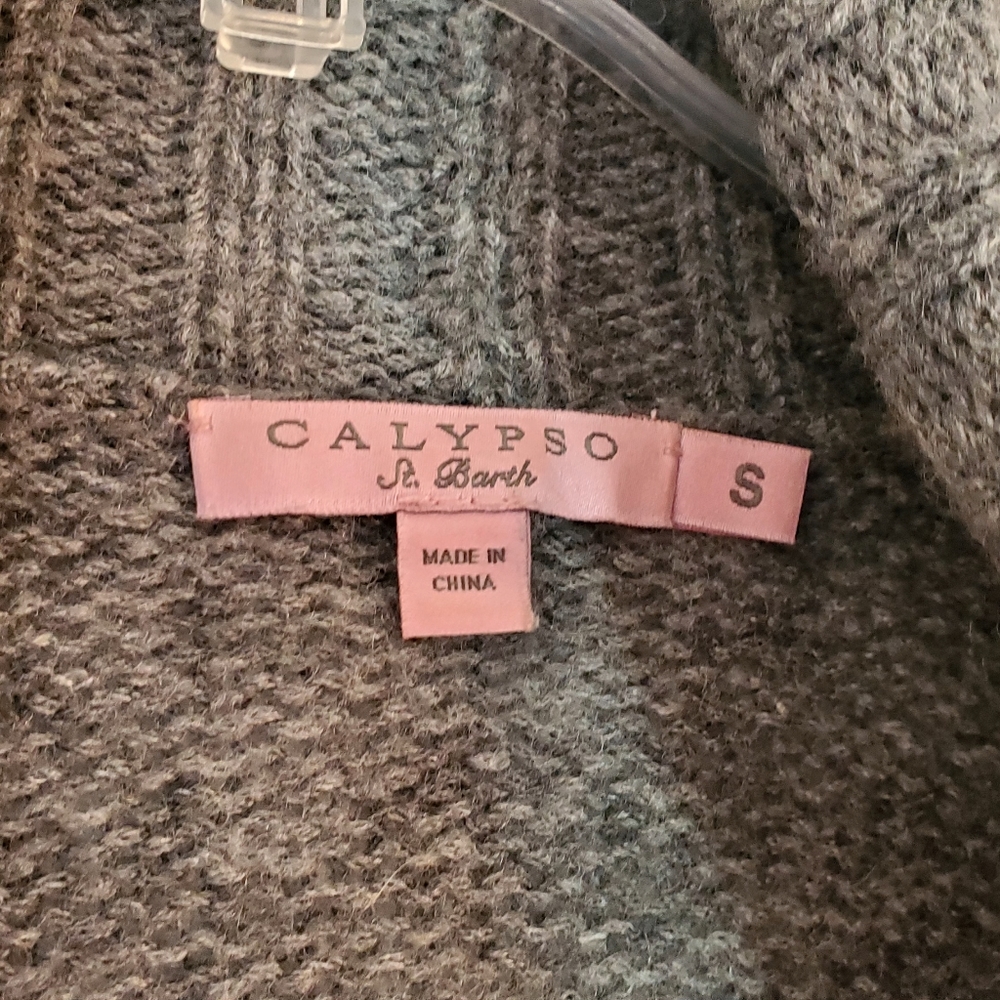 CALYPSO
St. Barth
S
MADE IN
CHINA